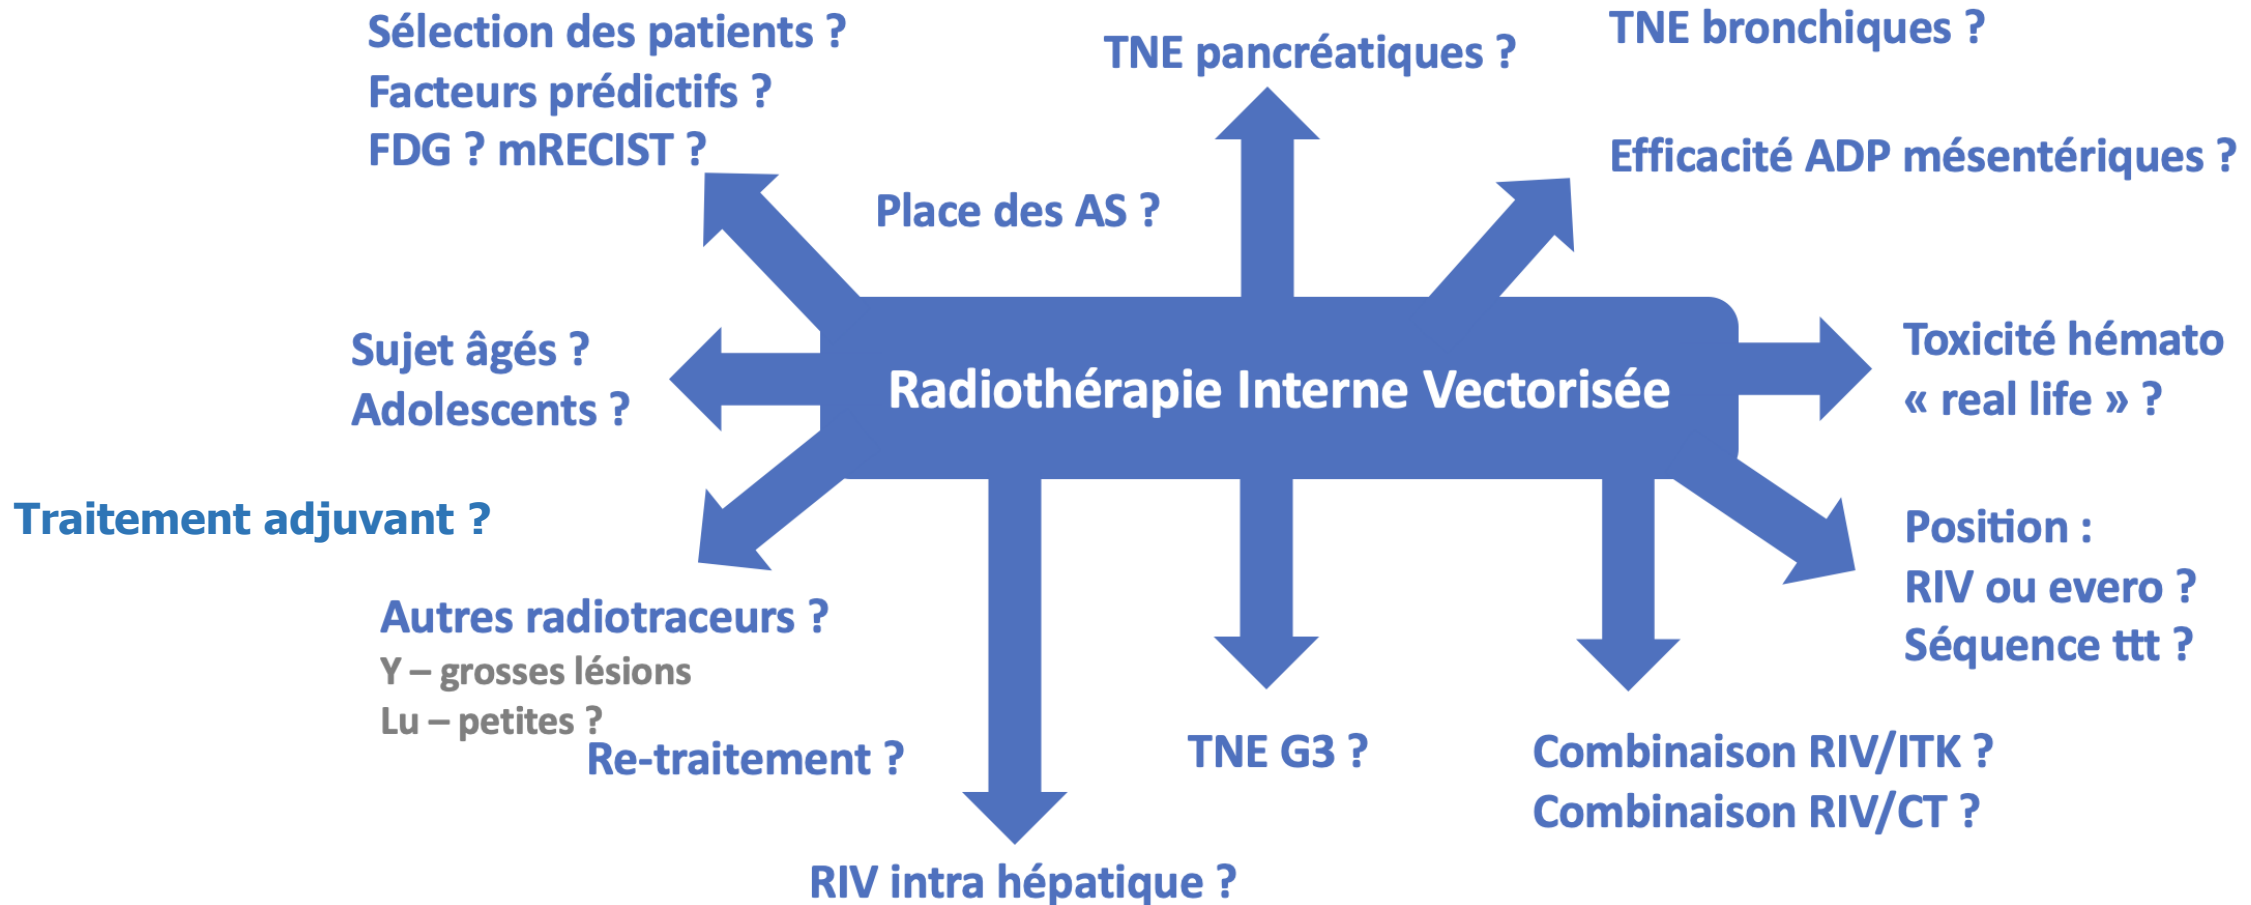 Sélection des patients ?
Facteurs prédictifs ?
FDG ? mRECIST ?
TNE pancréatiques ?
TNE bronchiques ?
Efficacité ADP mésentériques ?
Place des AS ?
Sujet âgés ?
Adolescents ?
Radiothérapie Interne Vectorisée
Toxicité hémato
« real life » ?
Traitement adjuvant ?
Position :
RIV ou evero ?
Séquence ttt ?
Autres radiotraceurs ?
Y – grosses lésions
Lu – petites ?
Re-traitement ?
TNE G3 ?
Combinaison RIV/ITK ?
Combinaison RIV/CT ?
RIV intra hépatique ?